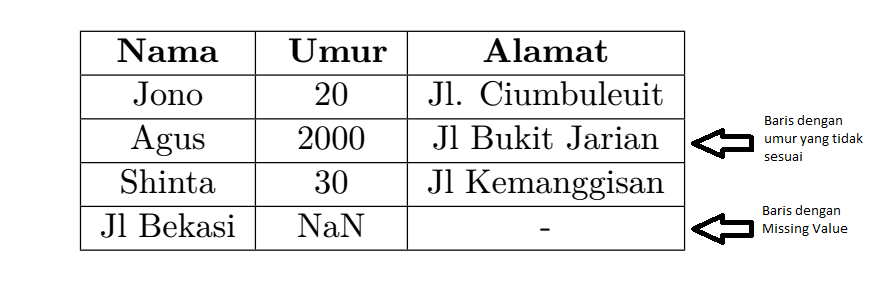 Nama Umur Alamat
Jono 20 Jl. Ciumbuleuit
Agus 2000 Jl Bukit Jarian
Baris dengan
umur yang tidak
sesuai
Shinta 30 Jl Kemanggisan
Jl Bekasi NaN -
Baris dengan
Missing Value